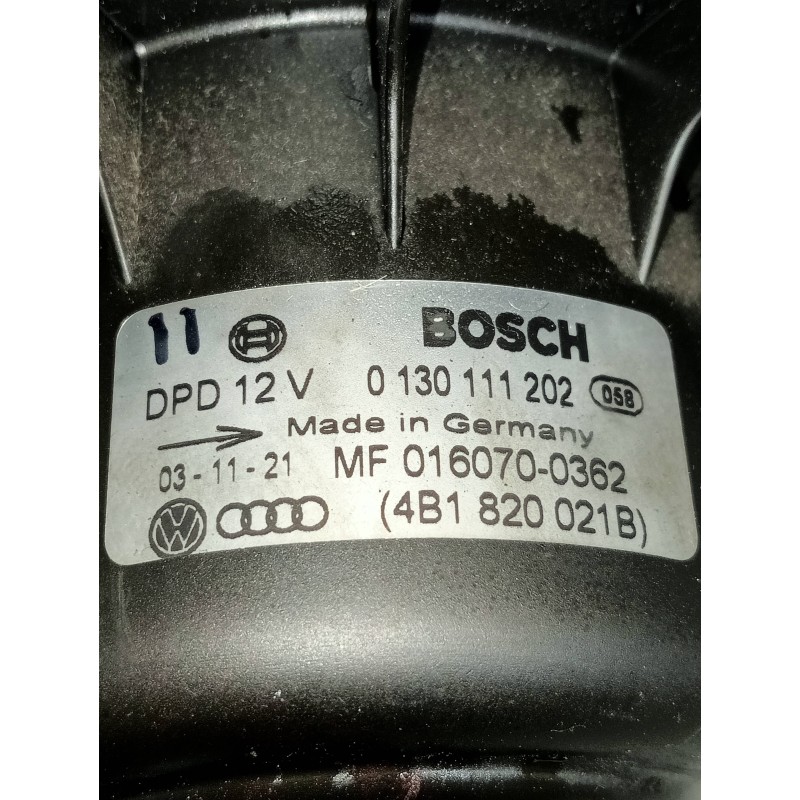 11 BOSCH
DPD 12 V 0 130 111 202 058
Made in Germany
03-11-21 MF 016070-0362
VW (4B1 820 021B)